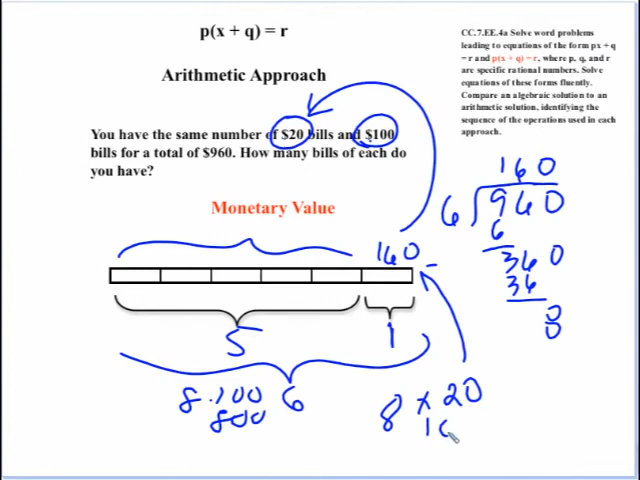 p(x + q) = r
Arithmetic Approach
You have the same number of $20 bills and $100
bills for a total of $960. How many bills of each do
you have?
Monetary Value
CC.7.EE.4a Solve word problems
leading to equations of the form px + q
= r and p(x + q) = r, where p, q, and r
are specific rational numbers. Solve
equations of these forms fluently.
Compare an algebraic solution to an
arithmetic solution, identifying the
sequence of the operations used in each
approach.
160
6 960
6
360
36
0
0
160
5
1
6
8 . 100
800
8 x 20
16